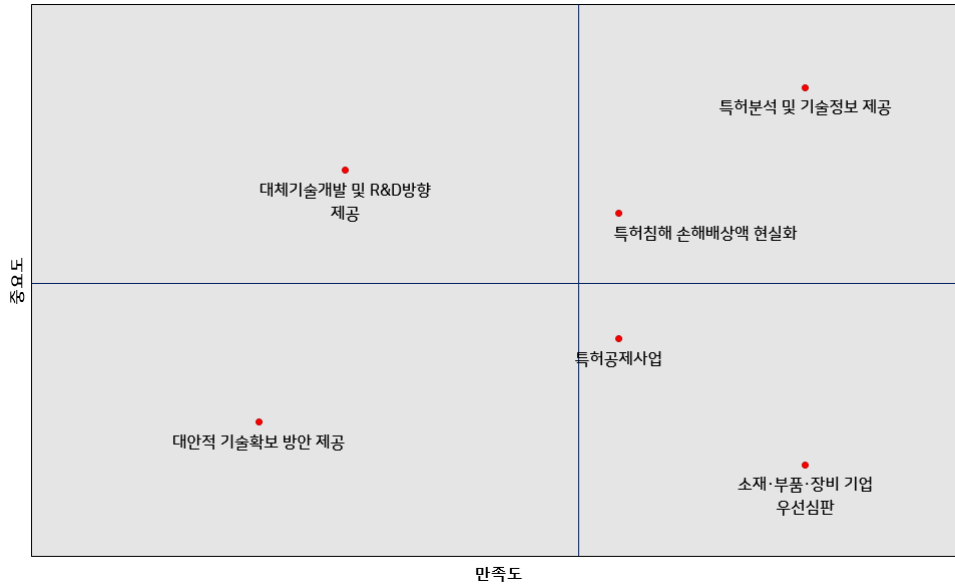 특허분석 및 기술정보 제공
대체기술개발 및 R&D방향
제공
특허침해 손해배상액 현실화
중요도
특허공제사업
대안적 기술확보 방안 제공
소재·부품·장비 기업
우선심판
만족도